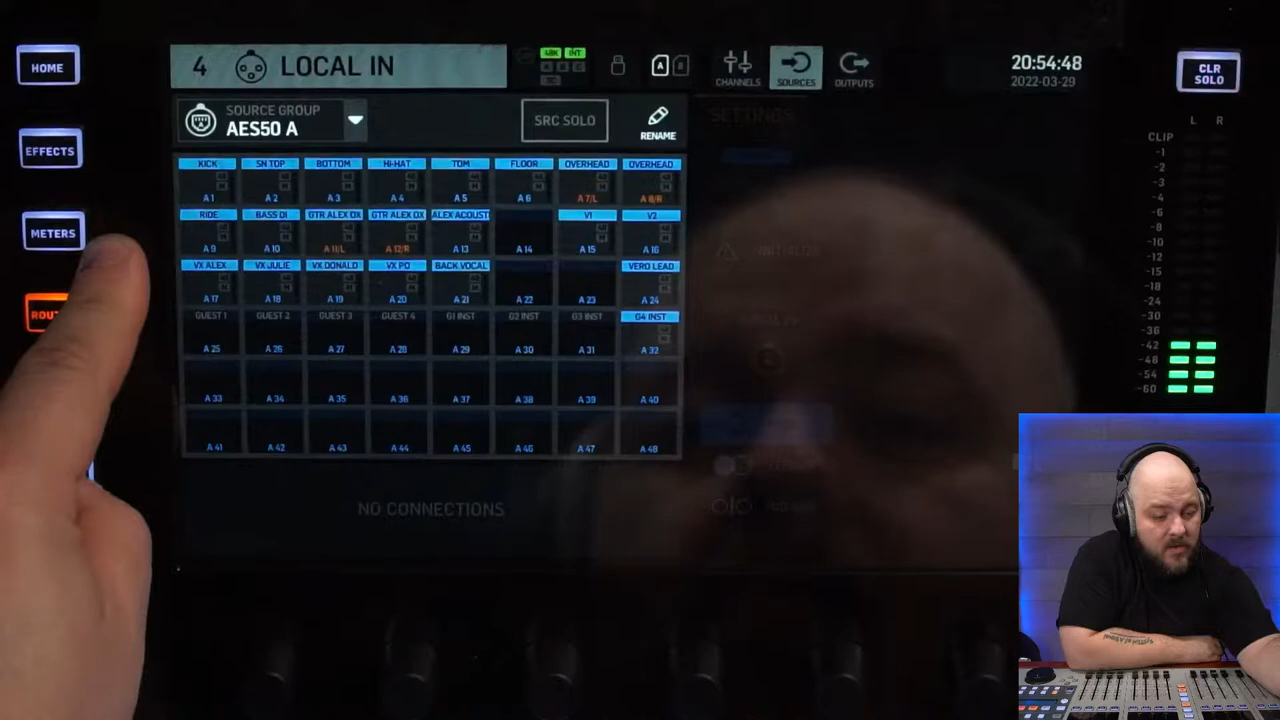 HOME
4 LOCAL IN
48K INT
A B
CHANNELS SOURCES OUTPUTS
20:54:48
2022-03-29
CLR SOLO
SOURCE GROUP
AES50 A
SRC SOLO
RENAME
SETTINGS
L R
EFFECTS
KICK SN TOP BOTTOM HI-HAT TOM FLOOR OVERHEAD OVERHEAD
A 1 A 2 A 3 A 4 A 5 A 6 A 7/L A 8/R
RIDE BASS DI GTR ALEX DX GTR ALEX DX ALEX ACOUST V1 V2
A 9 A 10 A 11/L A 12/R A 13 A 14 A 15 A 16
METERS
VX ALEX VX JULIE VX DONALD VX PO BACK VOCAL VERO LEAD
A 17 A 18 A 19 A 20 A 21 A 22 A 23 A 24
INITIALIZE
ROUT
GUEST 1 GUEST 2 GUEST 3 GUEST 4 G1 INST G2 INST G3 INST G4 INST
A 25 A 26 A 27 A 28 A 29 A 30 A 31 A 32
A 33 A 34 A 35 A 36 A 37 A 38 A 39 A 40
A 41 A 42 A 43 A 44 A 45 A 46 A 47 A 48
NO CONNECTIONS
CLIP
-1
-2
-3
-4
-6
-8
-10
-12
-15
-18
-24
-30
-36
-42
-48
-54
-60